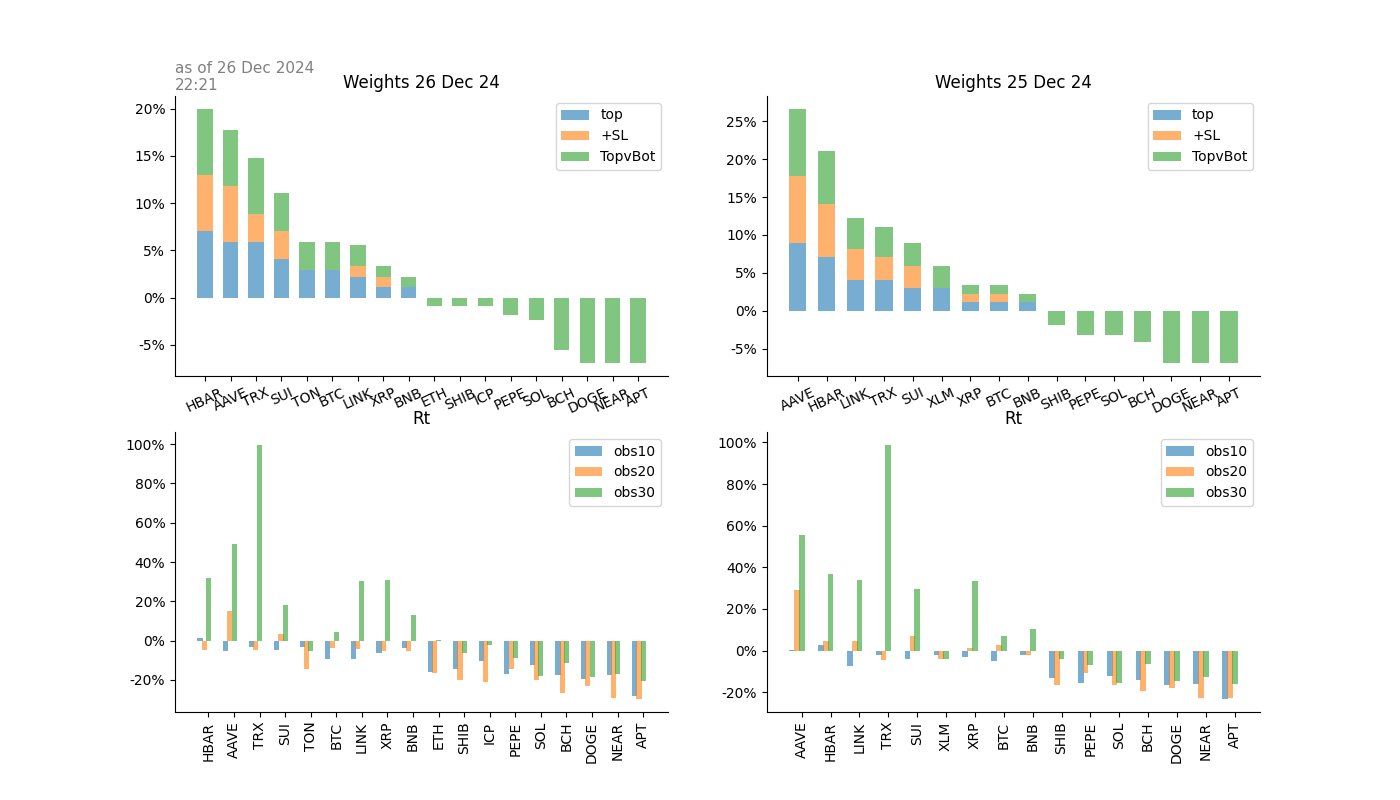 as of 26 Dec 2024
22:21
Weights 26 Dec 24
20%
15%
10%
5%
0%
-5%
top
+SL
TopvBot
HBAR AAVE TRX SUI TON BTC LINK XRP BNB ETH SHIB ICP PEPE SOL BCH DOGE NEAR APT
Weights 25 Dec 24
25%
20%
15%
10%
5%
0%
-5%
top
+SL
TopvBot
AAVE HBAR LINK TRX SUI XLM XRP BTC BNB SHIB PEPE SOL BCH DOGE NEAR APT
Rt
100%
80%
60%
40%
20%
0%
-20%
obs10
obs20
obs30
HBAR AAVE TRX SUI TON BTC LINK XRP BNB ETH SHIB ICP PEPE SOL BCH DOGE NEAR APT
Rt
100%
80%
60%
40%
20%
0%
-20%
obs10
obs20
obs30
AAVE HBAR LINK TRX SUI XLM XRP BTC BNB SHIB PEPE SOL BCH DOGE NEAR APT